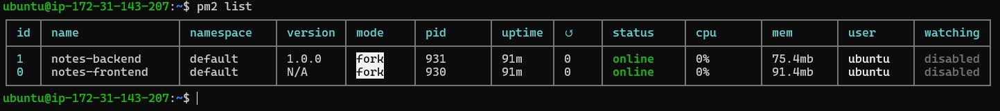 ubuntu@ip-172-31-143-207:~$ pm2 list
id name namespace version mode pid uptime ↺ status cpu mem user watching
1 notes-backend default 1.0.0 fork 931 91m 0 online 0% 75.4mb ubuntu disabled
0 notes-frontend default N/A fork 930 91m 0 online 0% 91.4mb ubuntu disabled
ubuntu@ip-172-31-143-207:~$